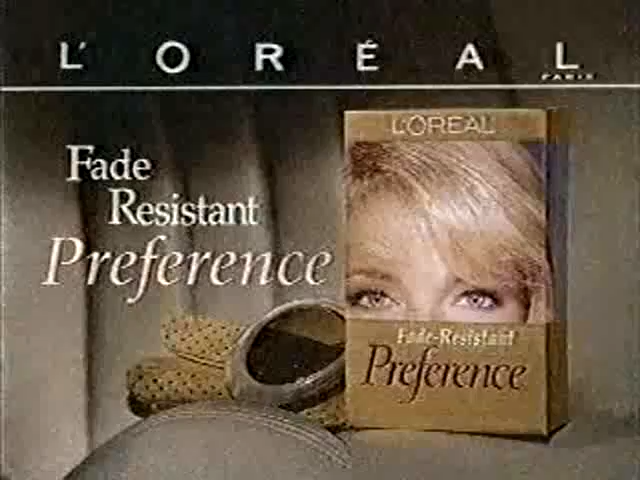 L'ORÉAL
PARIS
Fade
Resistant
Preference
L'OREAL
Fade-Resistant
Preference